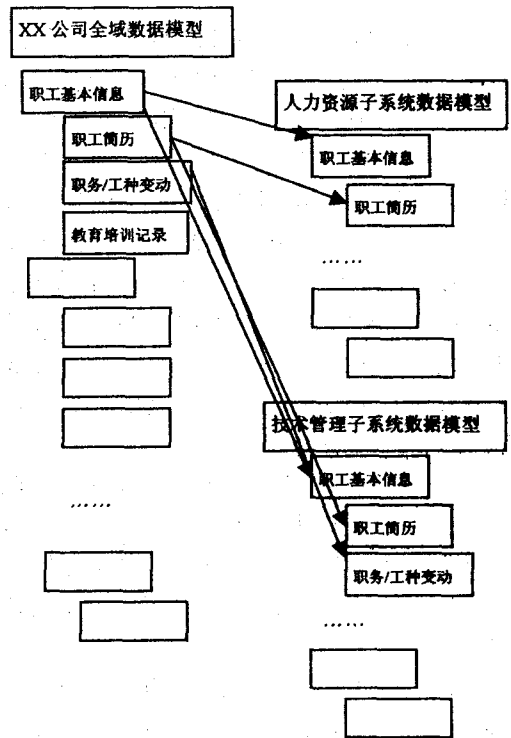 XX 公司全域数据模型
职工基本信息
职工简历
职务/工种变动
教育培训记录
……
人力资源子系统数据模型
职工基本信息
职工简历
……
技术管理子系统数据模型
职工基本信息
职工简历
职务/工种变动
……